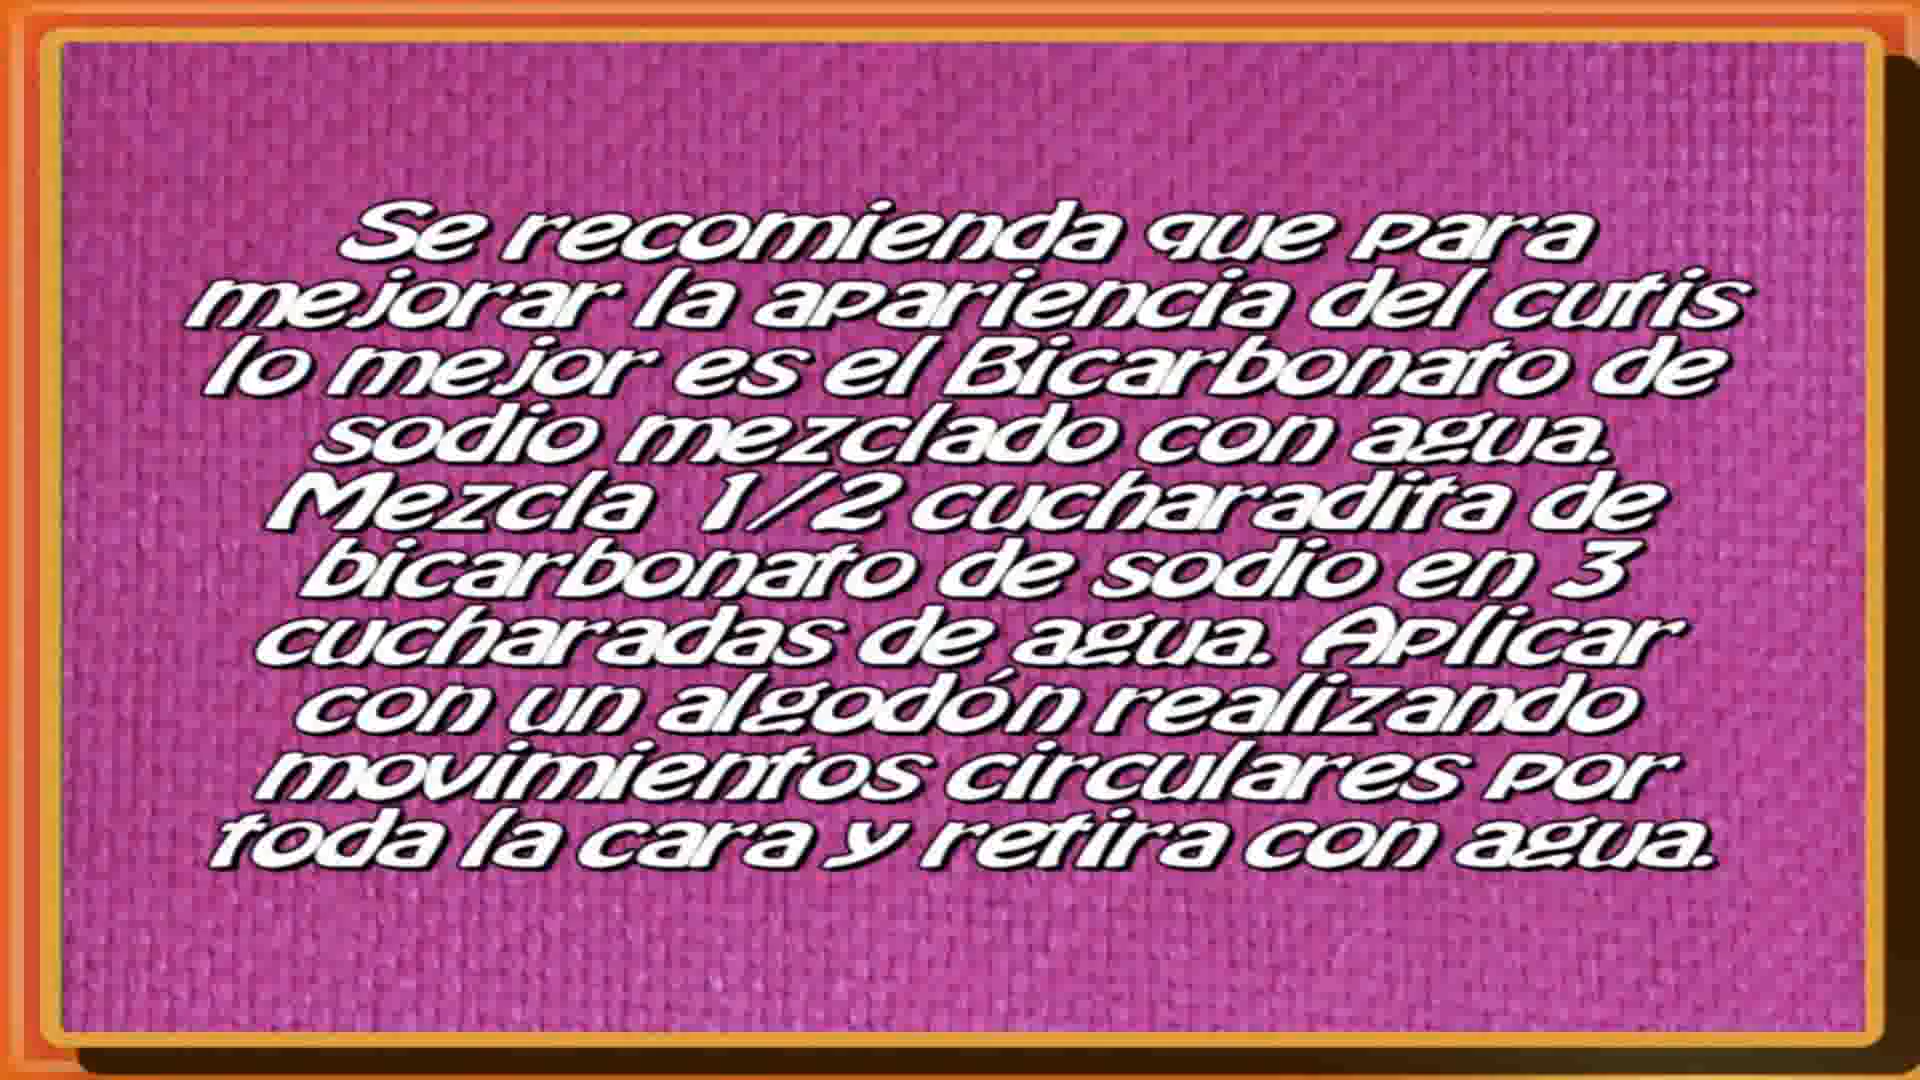 Se recomienda que para
mejorar la apariencia del cutis
lo mejor es el Bicarbonato de
sodio mezclado con agua.
Mezcla 1/2 cucharadita de
bicarbonato de sodio en 3
cucharadas de agua. Aplicar
con un algodón realizando
movimientos circulares por
toda la cara y retira con agua.